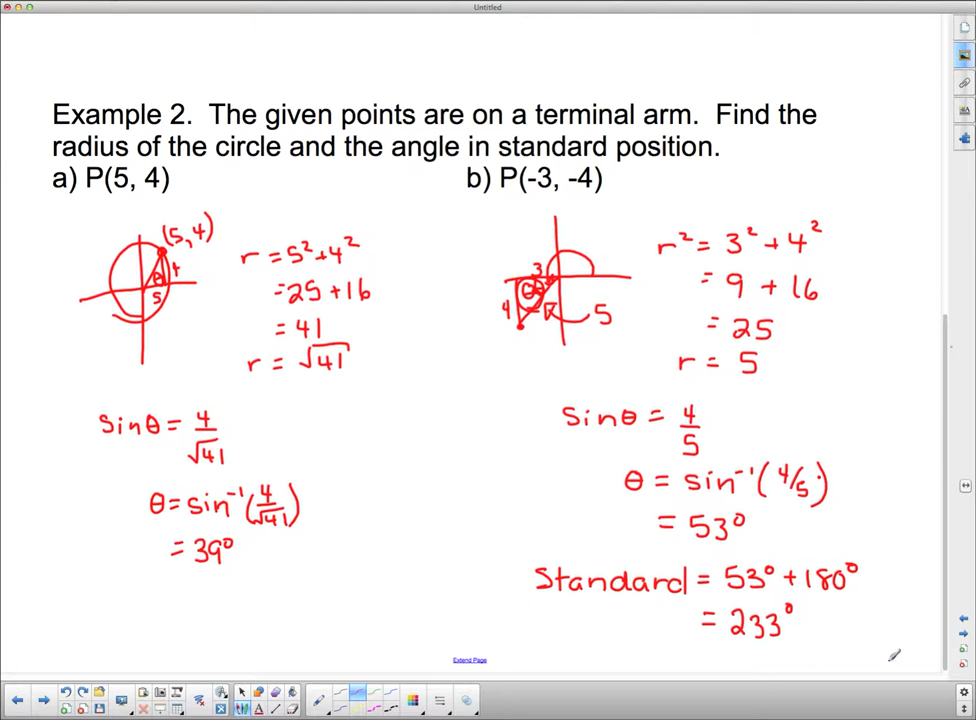 Untitled
Example 2. The given points are on a terminal arm. Find the
radius of the circle and the angle in standard position.
a) P(5, 4)
b) P(-3, -4)
(5,4)
4
θ
5
r = 5² + 4²
= 25 + 16
= 41
r = √41
sinθ = 4/√41
θ = sin⁻¹(4/√41)
= 39°
3
4
5
r² = 3² + 4²
= 9 + 16
= 25
r = 5
Sinθ = 4/5
θ = sin⁻¹(4/5)
= 53°
Standard = 53° + 180°
= 233°
Extend Page